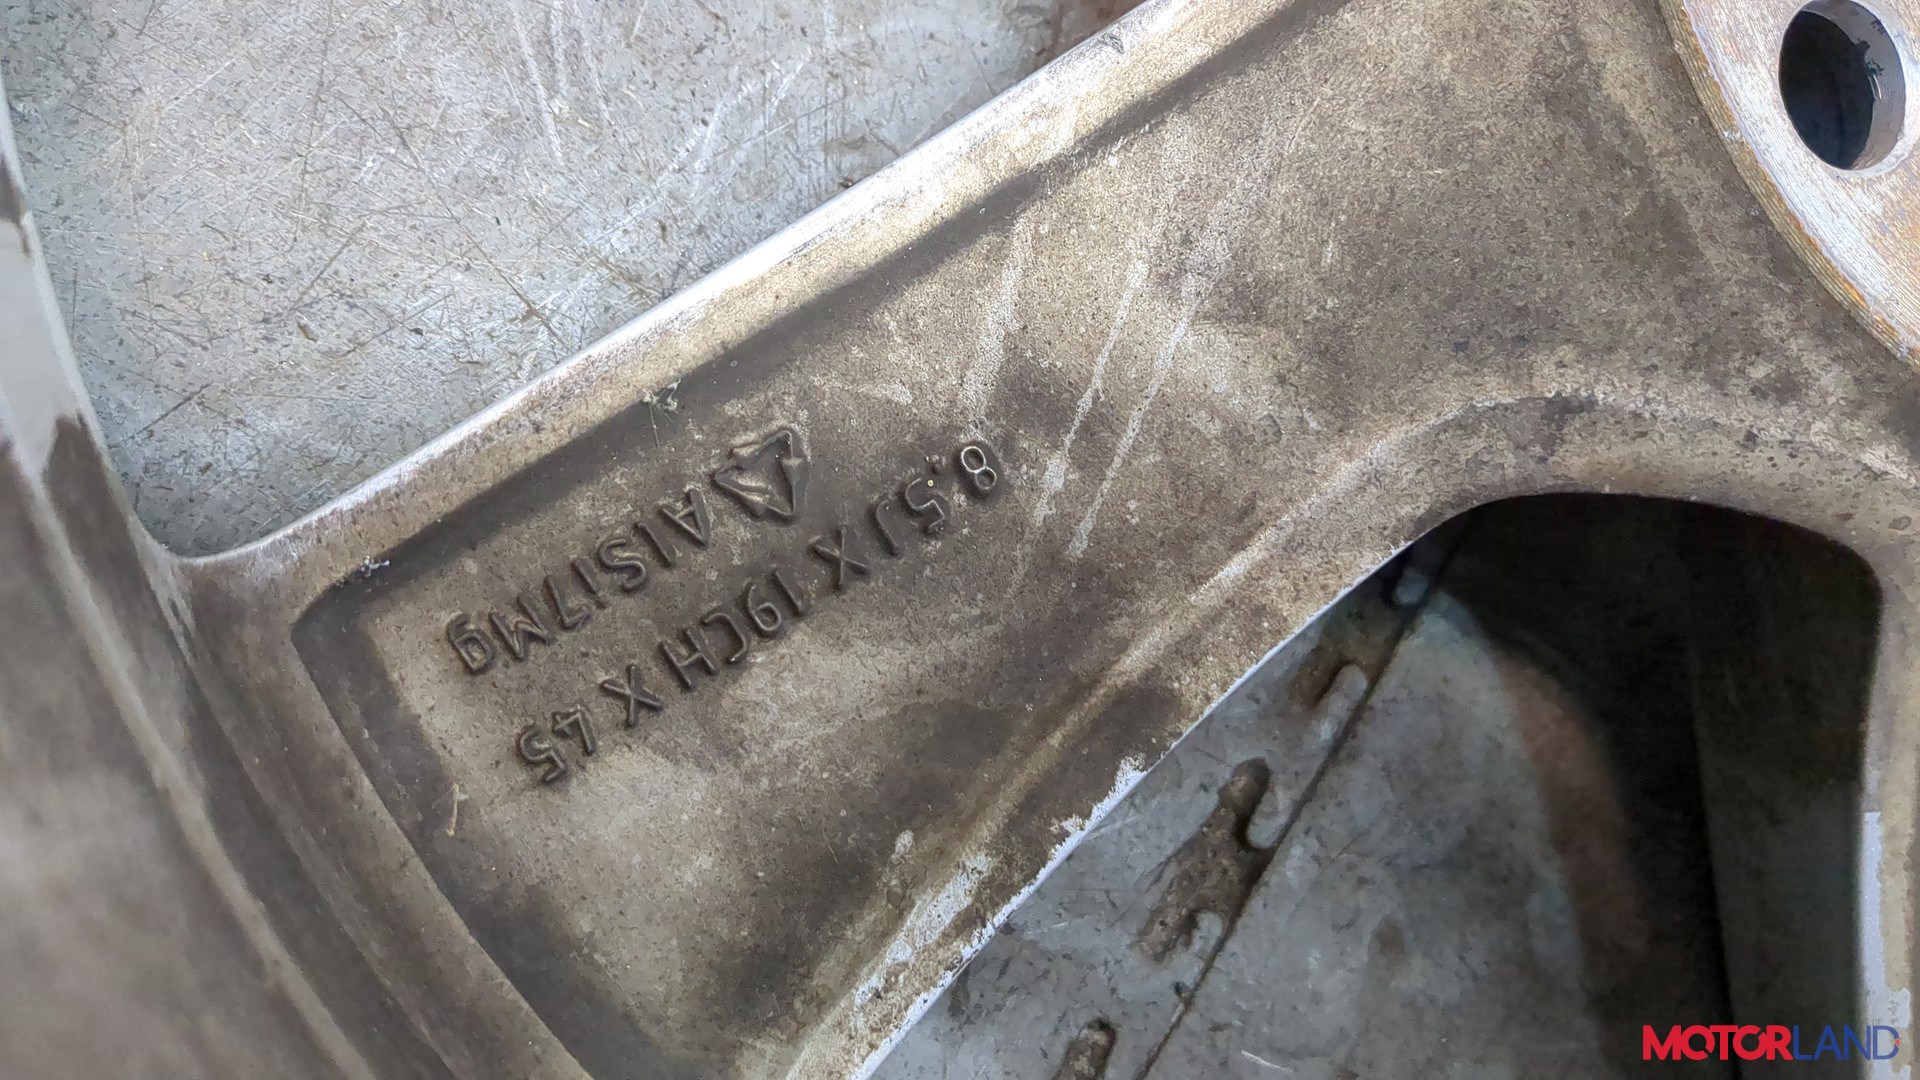 8.5J X 19CH X 45
AlSi7Mg
MOTORLAND